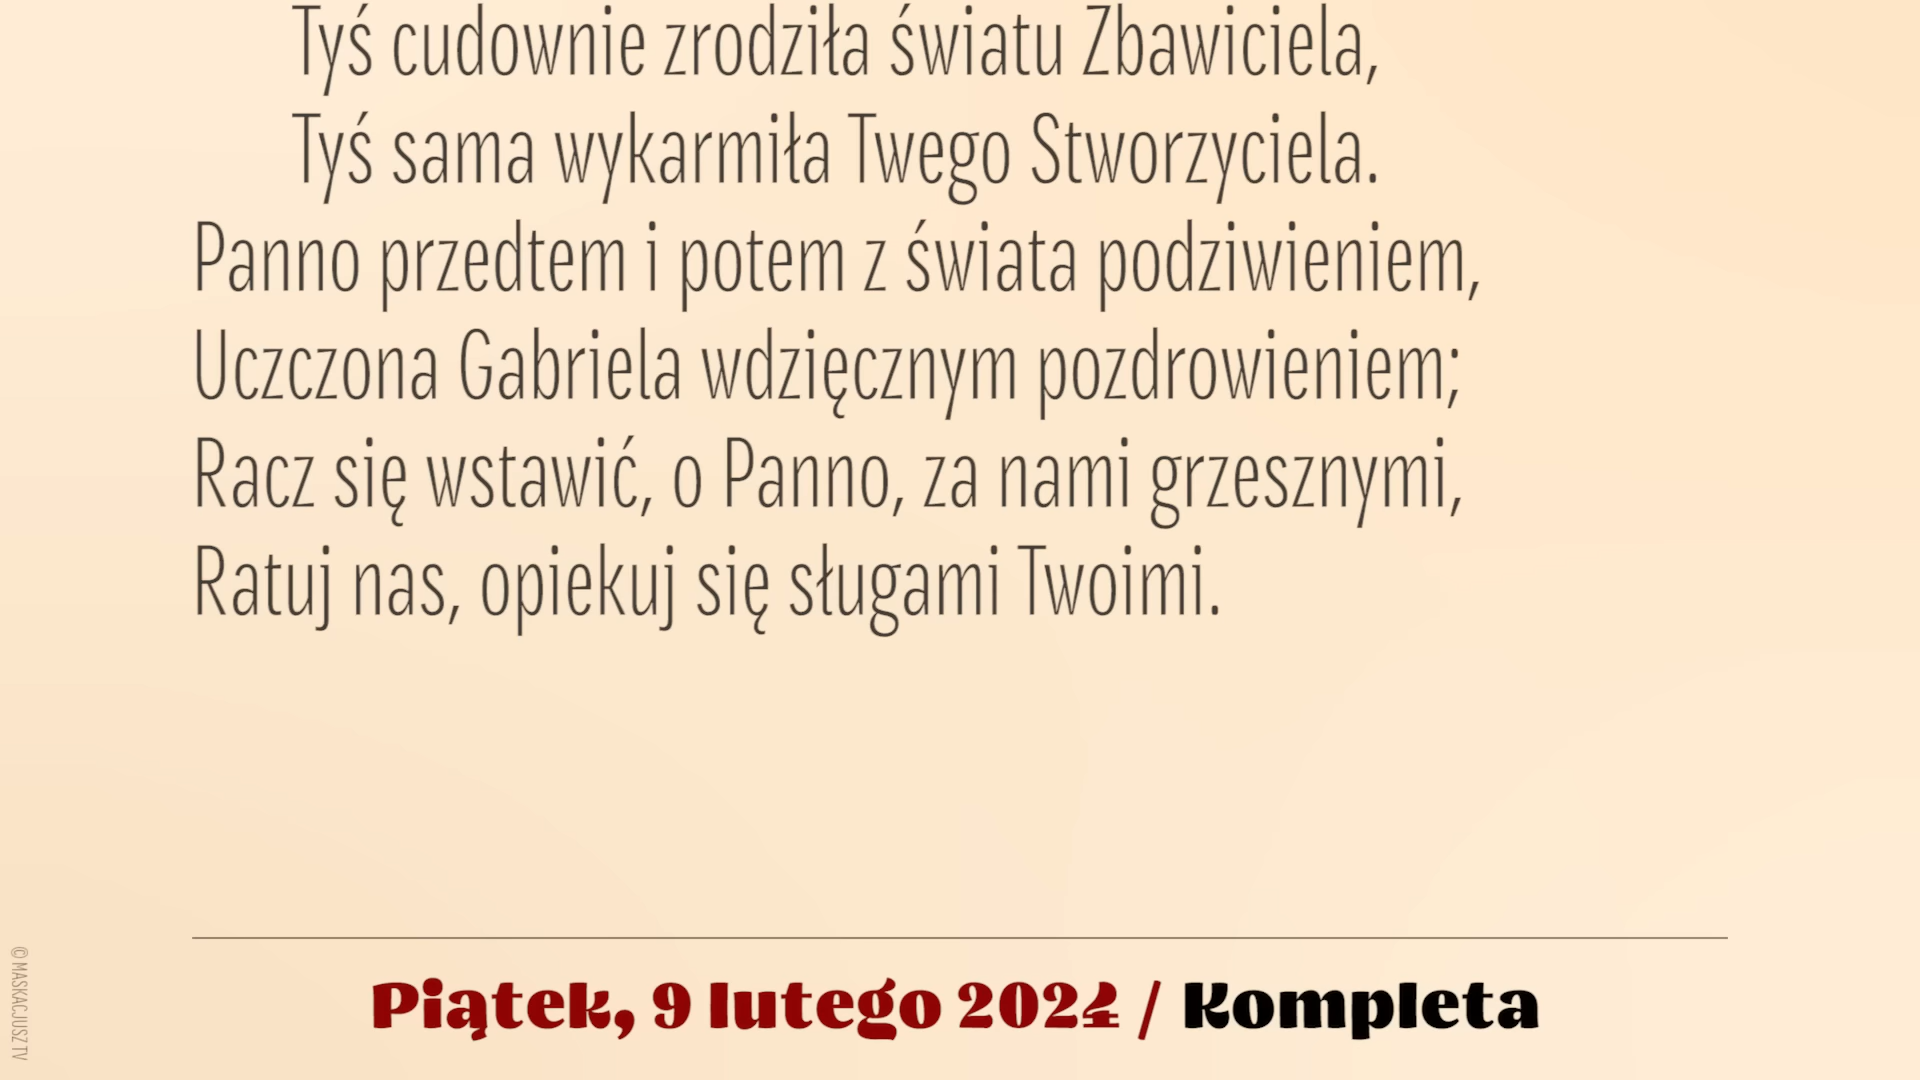 Tyś cudownie zrodziła światu Zbawiciela,
Tyś sama wykarmiła Twego Stworzyciela.
Panno przedtem i potem z świata podziwieniem,
Uczczona Gabriela wdzięcznym pozdrowieniem;
Racz się wstawić, o Panno, za nami grzesznymi,
Ratuj nas, opiekuj się sługami Twoimi.
Piątek, 9 lutego 2024 / Kompleta
© MASKACJUSZ TV